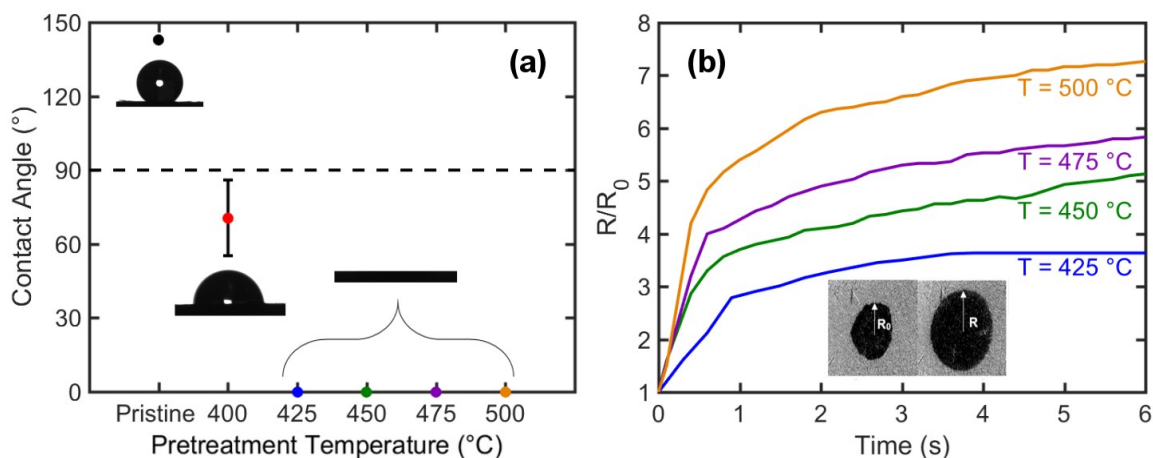 (a)
150
120
90
60
30
0
Contact Angle (°)
Pristine 400 425 450 475 500
Pretreatment Temperature (°C)
(b)
8
7
6
5
4
3
2
1
R/R0
T = 500 °C
T = 475 °C
T = 450 °C
T = 425 °C
R0
R
0 1 2 3 4 5 6
Time (s)